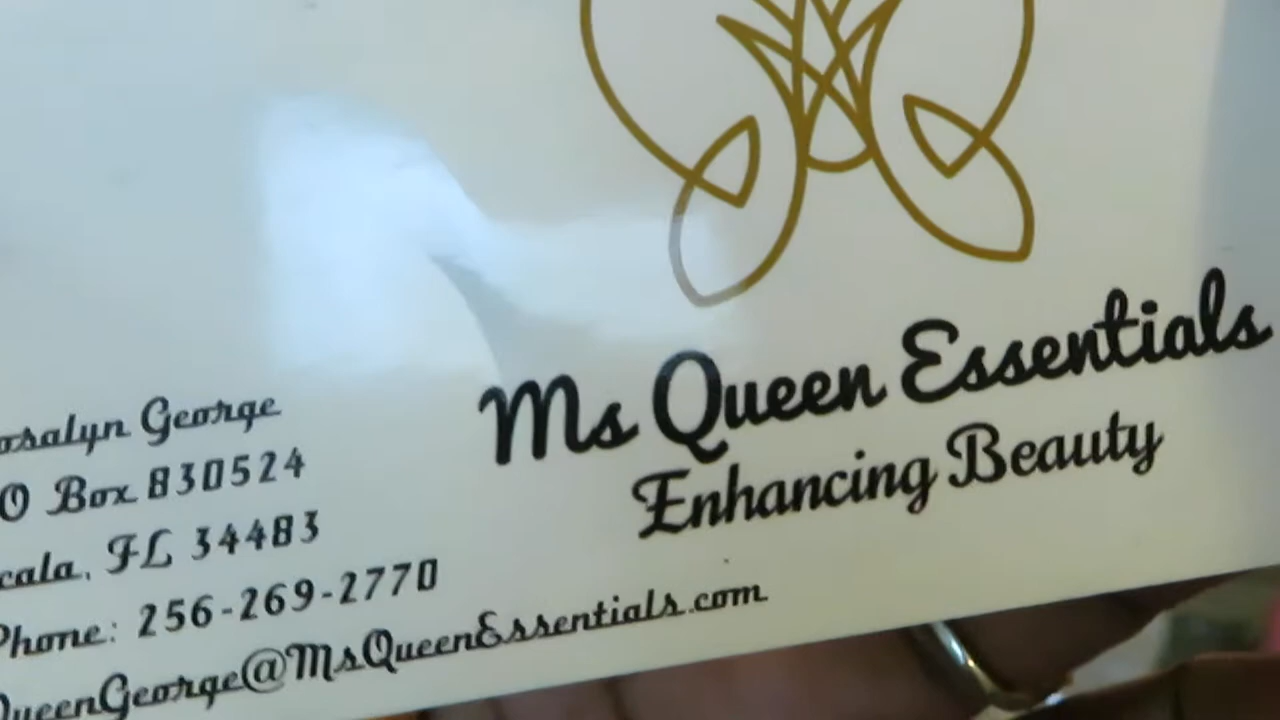 Ms Queen Essentials
Enhancing Beauty
osalyn George
O Box 830524
cala, FL 34483
Phone: 256-269-2770
QueenGeorge@MsQueenEssentials.com